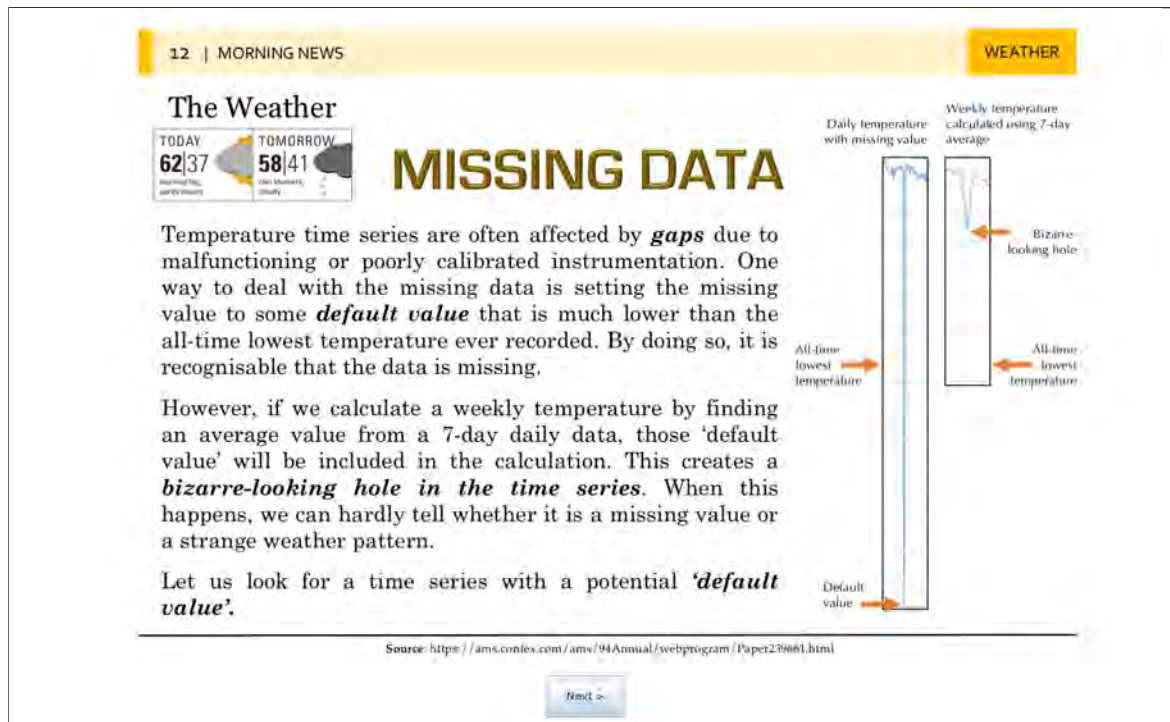 12 | MORNING NEWS
WEATHER
The Weather
TODAY
62|37
TOMORROW
58|41
MISSING DATA
Temperature time series are often affected by gaps due to
malfunctioning or poorly calibrated instrumentation. One
way to deal with the missing data is setting the missing
value to some default value that is much lower than the
all-time lowest temperature ever recorded. By doing so, it is
recognisable that the data is missing.
However, if we calculate a weekly temperature by finding
an average value from a 7-day daily data, those ‘default
value’ will be included in the calculation. This creates a
bizarre-looking hole in the time series. When this
happens, we can hardly tell whether it is a missing value or
a strange weather pattern.
Let us look for a time series with a potential ‘default
value’.
Daily temperature
with missing value
Weekly temperature
calculated using 7-day
average
Bizarre-
looking hole
All-time
lowest
temperature
All-time
lowest
temperature
Default
value
Source: https://ams.confex.com/ams/94Annual/webprogram/Paper239661.html
Next >